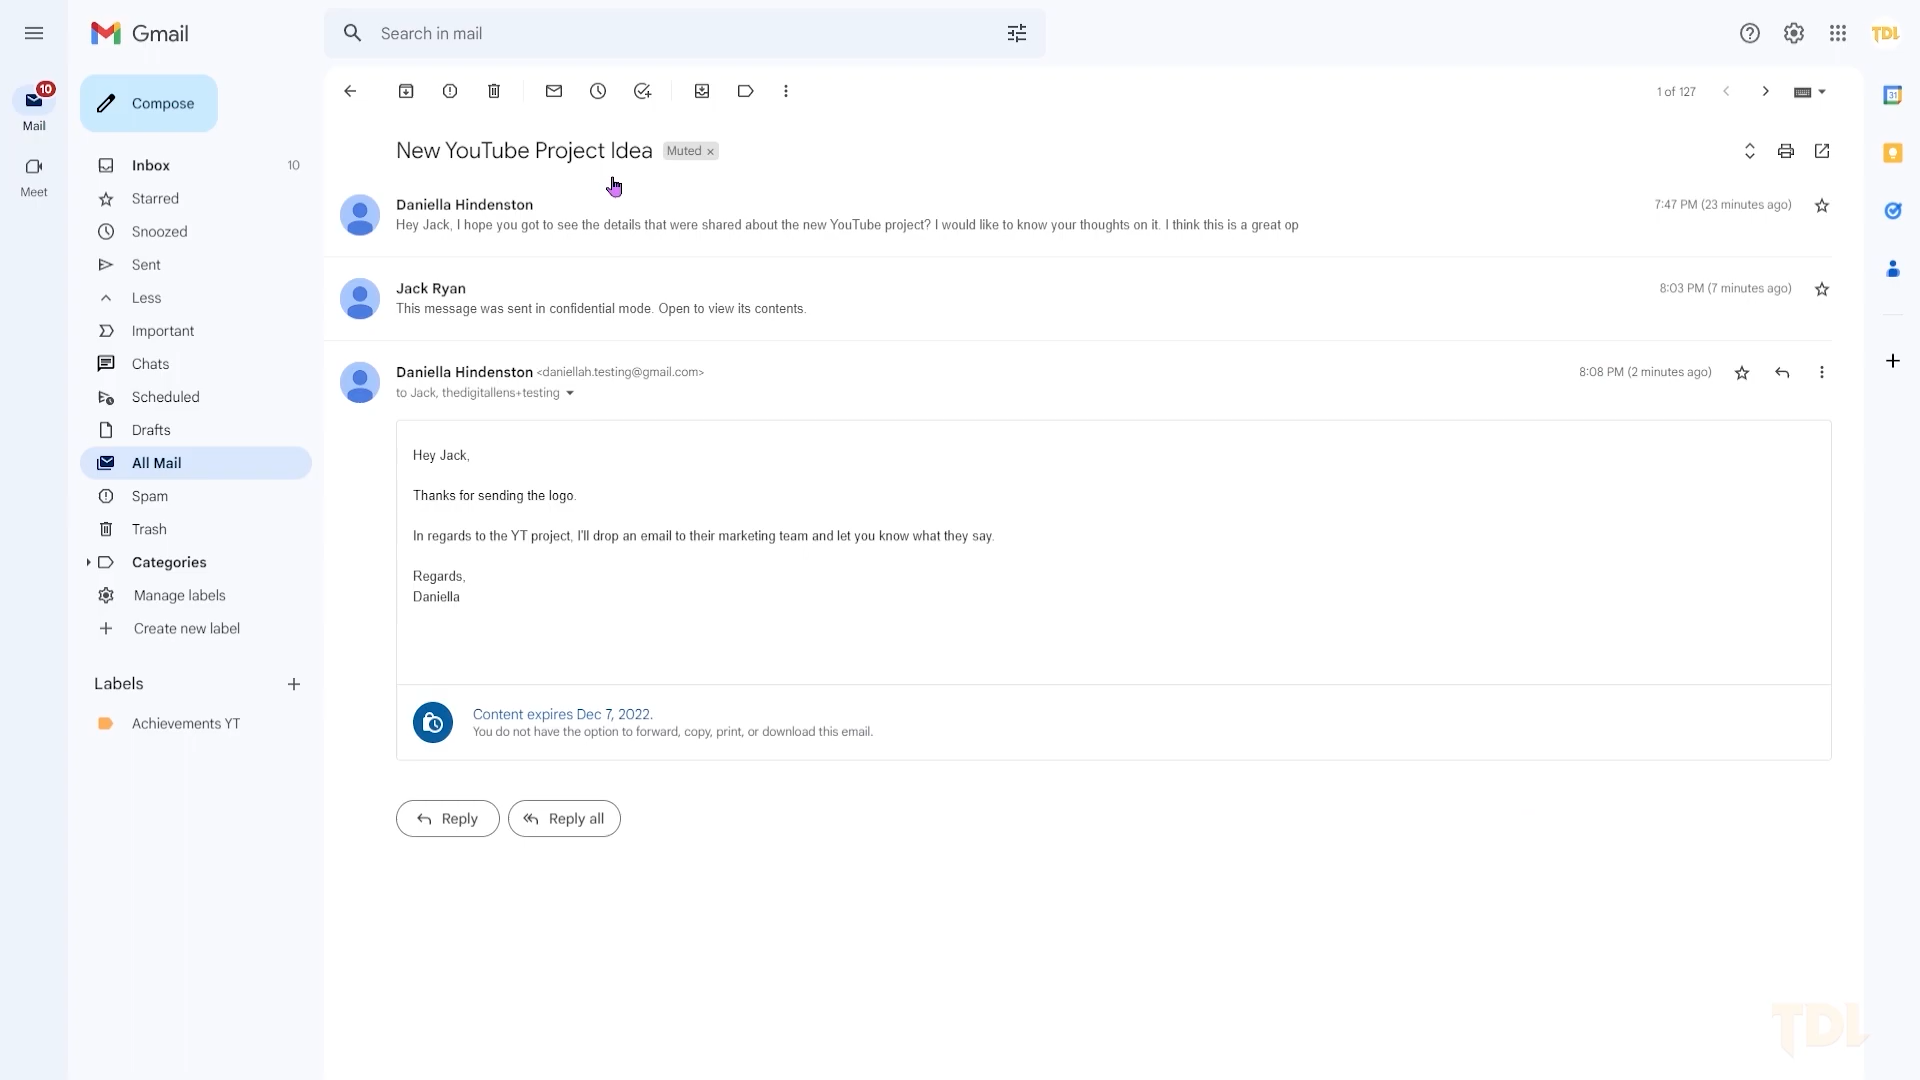 Gmail
Search in mail
TDL
10
Mail
Meet
Compose
Inbox 10
Starred
Snoozed
Sent
Less
Important
Chats
Scheduled
Drafts
All Mail
Spam
Trash
Categories
Manage labels
Create new label
Labels
Achievements YT
1 of 127
31
New YouTube Project Idea Muted ×
Daniella Hindenston 7:47 PM (23 minutes ago)
Hey Jack, I hope you got to see the details that were shared about the new YouTube project? I would like to know your thoughts on it. I think this is a great op
Jack Ryan 8:03 PM (7 minutes ago)
This message was sent in confidential mode. Open to view its contents.
Daniella Hindenston <daniellah.testing@gmail.com> 8:08 PM (2 minutes ago)
to Jack, thedigitallens+testing
Hey Jack,
Thanks for sending the logo.
In regards to the YT project, I'll drop an email to their marketing team and let you know what they say.
Regards,
Daniella
Content expires Dec 7, 2022.
You do not have the option to forward, copy, print, or download this email.
Reply Reply all
TDL